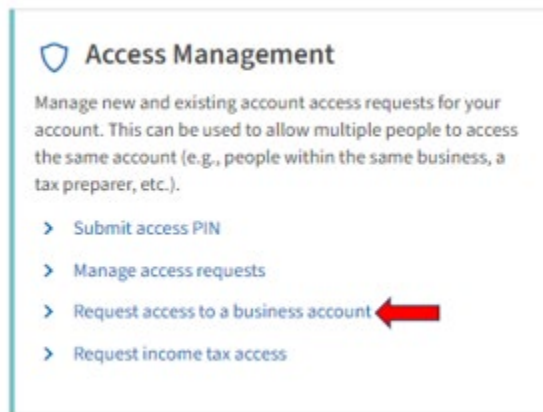 Access Management
Manage new and existing account access requests for your
account. This can be used to allow multiple people to access
the same account (e.g., people within the same business, a
tax preparer, etc.).
Submit access PIN
Manage access requests
Request access to a business account
Request income tax access